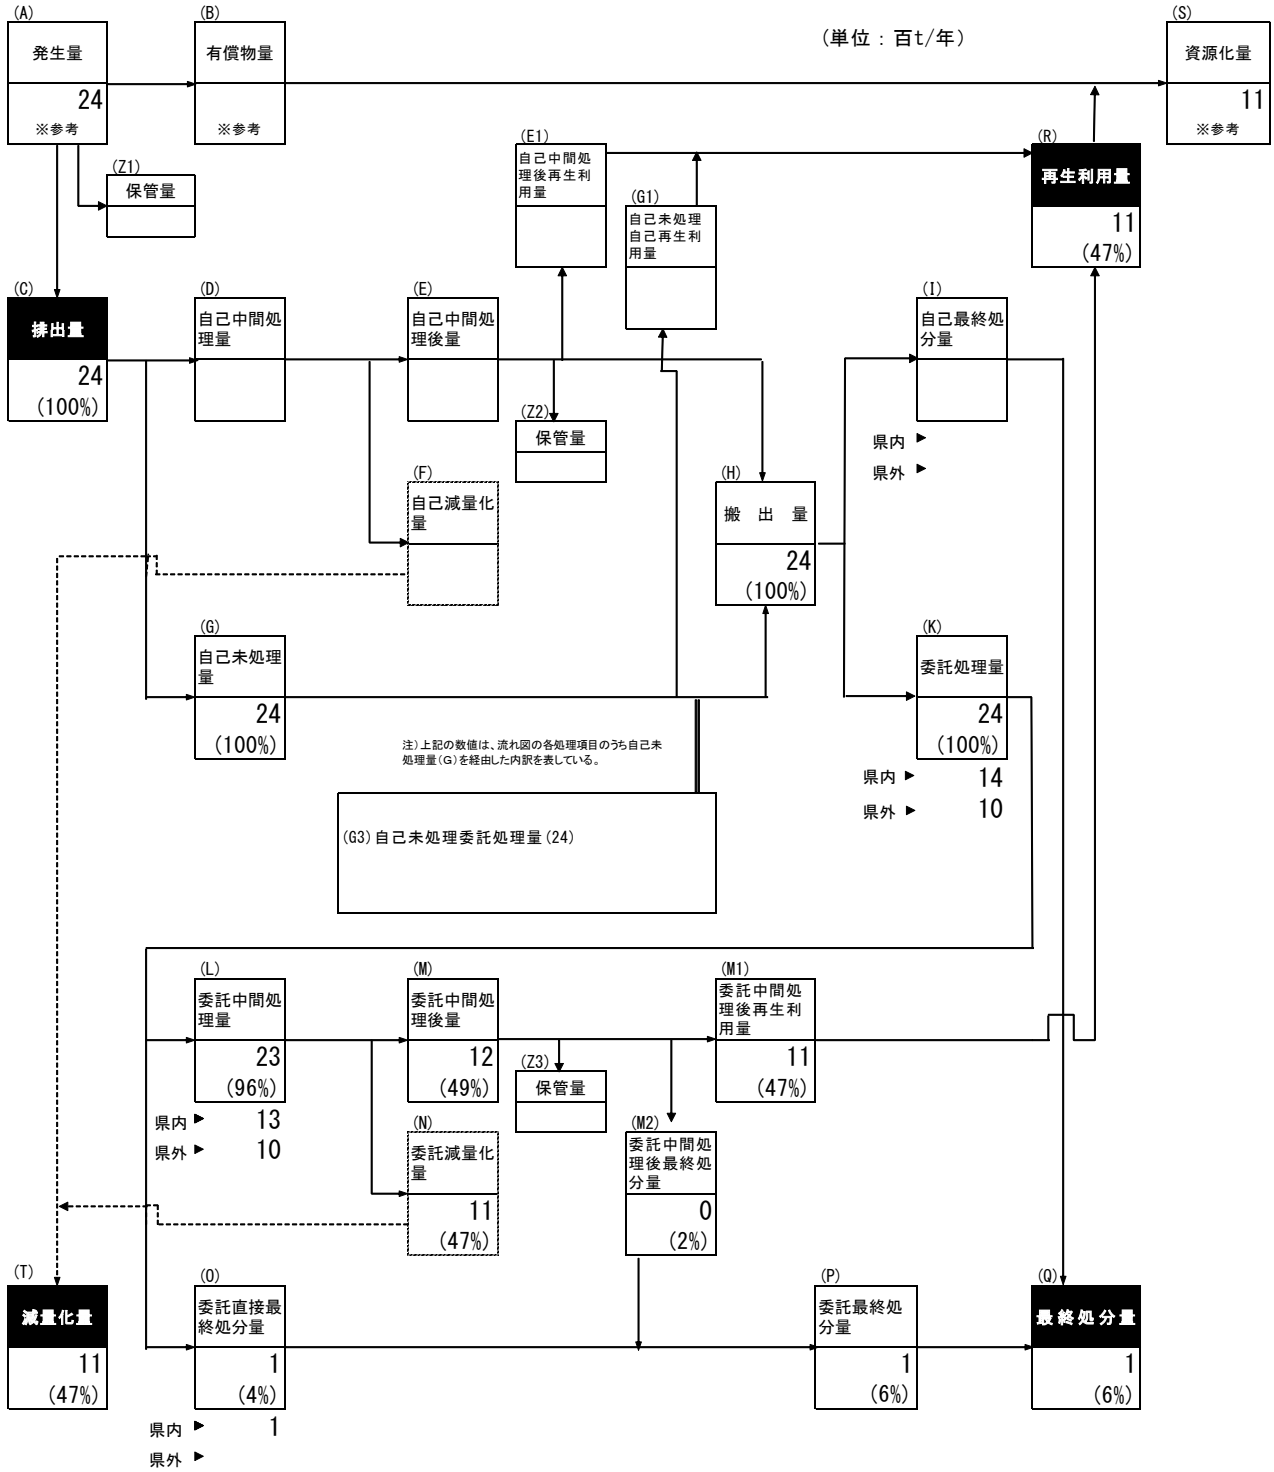 (A)
発生量
24
※参考
(B)
有償物量
※参考
(単位：百t/年)
(S)
資源化量
11
※参考
(Z1)
保管量
(E1)
自己中間処
理後再生利
用量
(G1)
自己未処理
自己再生利
用量
(R)
再生利用量
11
(47%)
(C)
排出量
24
(100%)
(D)
自己中間処
理量
(E)
自己中間処
理後量
(Z2)
保管量
(I)
自己最終処
分量
県内
県外
(F)
自己減量化
量
(H)
搬 出 量
24
(100%)
(G)
自己未処理
量
24
(100%)
(K)
委託処理量
24
(100%)
県内 14
県外 10
注)上記の数値は、流れ図の各処理項目のうち自己未
処理量(G)を経由した内訳を表している。
(G3)自己未処理委託処理量(24)
(L)
委託中間処
理量
23
(96%)
県内 13
県外 10
(M)
委託中間処
理後量
12
(49%)
(Z3)
保管量
(M1)
委託中間処
理後再生利
用量
11
(47%)
(N)
委託減量化
量
11
(47%)
(M2)
委託中間処
理後最終処
分量
0
(2%)
(T)
減量化量
11
(47%)
(O)
委託直接最
終処分量
1
(4%)
県内 1
県外
(P)
委託最終処
分量
1
(6%)
(Q)
最終処分量
1
(6%)